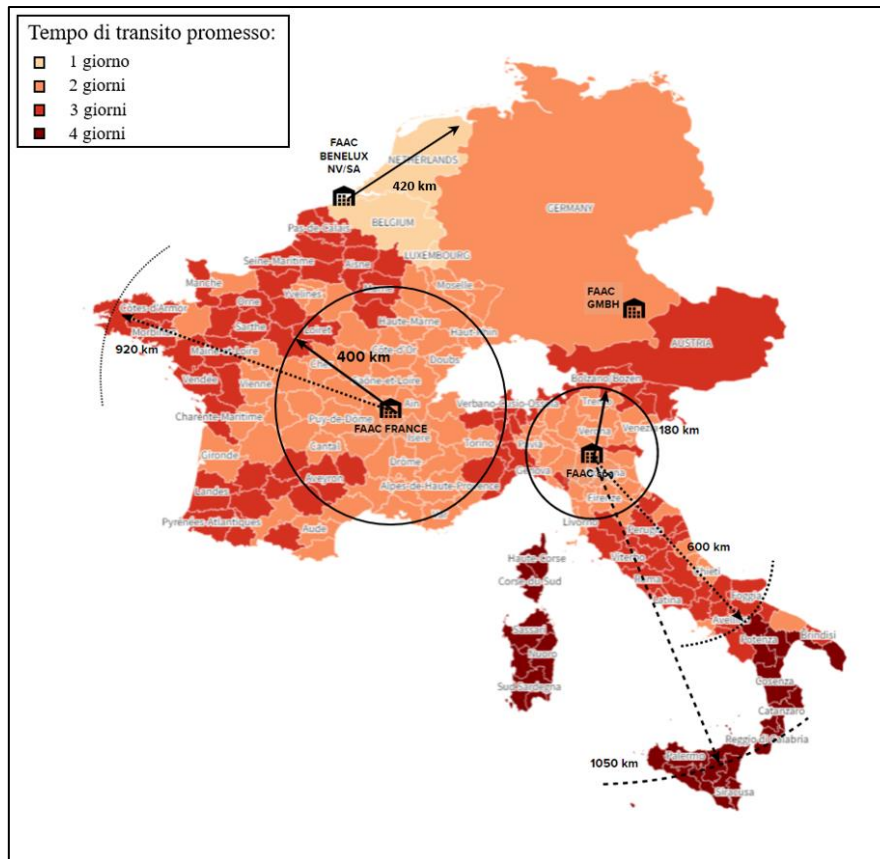 Tempo di transito promesso:
1 giorno
2 giorni
3 giorni
4 giorni
FAAC
BENELUX
NV/SA
NETHERLANDS
420 km
BELGIUM
GERMANY
Pas-de-Calais
LUXEMBOURG
Seine-Maritime
Aisne
Manche
Moselle
FAAC
GMBH
Côtes-d'Armor
Orne
Yvelines
Haute-Marne
Haut-Rhin
AUSTRIA
Morbihan
Sarthe
Loiret
920 km
Maine-et-Loire
400 km
Côte-d'Or
Doubs
Bolzano-Bozen
Vendée
Vienne
Cher
Saône-et-Loire
Verbano-Cusio-Ossola
Ain
Verona
Venezia
180 km
Charente-Maritime
Puy-de-Dôme
FAAC FRANCE
Isère
Torino
Pavia
Gironde
Cantal
Drôme
Genova
FAAC
Landes
Aveyron
Alpes-de-Haute-Provence
Firenze
Pyrénées-Atlantiques
Aude
Livorno
Perugia
Haute-Corse
Viterbo
600 km
Chieti
Corse-du-Sud
Roma
Foggia
Latina
Avellino
Brindisi
Sassari
Potenza
Nuoro
Cosenza
Sud Sardegna
Catanzaro
Reggio di Calabria
1050 km
Palermo
Siracusa